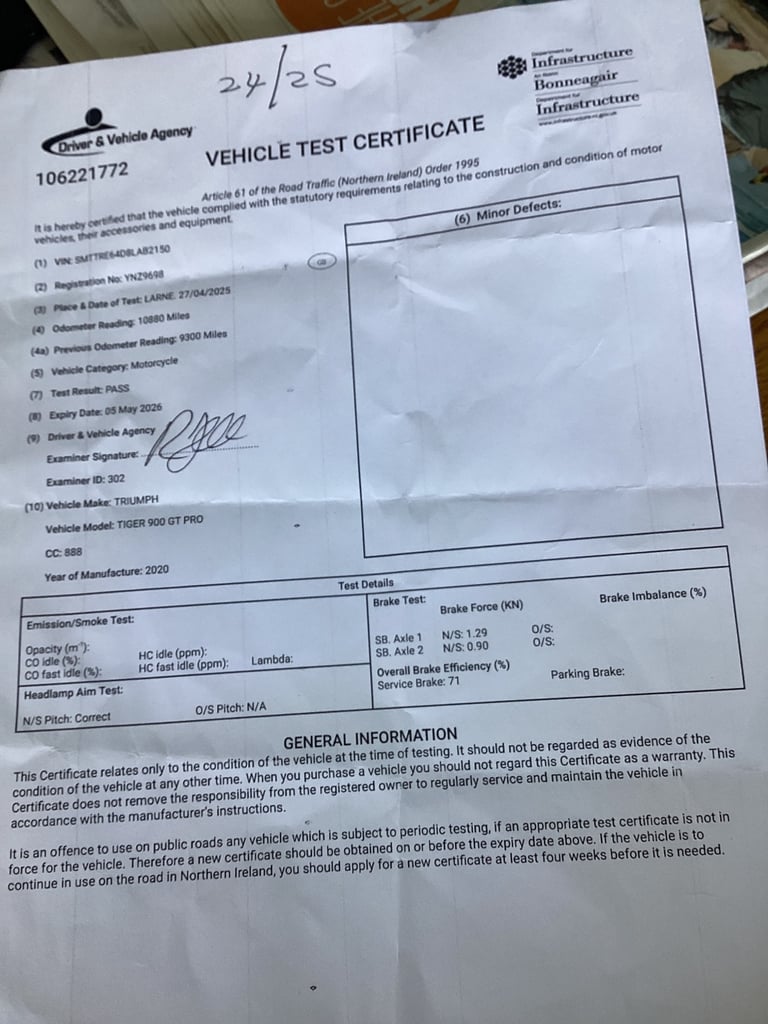 24/25
Department for
Infrastructure
An Roinn
Bonneagair
Department for
Infrastructure
www.infrastructure-ni.gov.uk
Driver & Vehicle Agency
106221772
VEHICLE TEST CERTIFICATE
Article 61 of the Road Traffic (Northern Ireland) Order 1995
It is hereby certified that the vehicle complied with the statutory requirements relating to the construction and condition of motor
vehicles, their accessories and equipment.
(1) VIN: SMTTRE64D8LAB2150
(2) Registration No: YNZ9698
GB
(3) Place & Date of Test: LARNE. 27/04/2025
(4) Odometer Reading: 10880 Miles
(4a) Previous Odometer Reading: 9300 Miles
(5) Vehicle Category: Motorcycle
(6) Minor Defects:
(7) Test Result: PASS
(8) Expiry Date: 05 May 2026
(9) Driver & Vehicle Agency
Examiner Signature:
Examiner ID: 302
(10) Vehicle Make: TRIUMPH
Vehicle Model: TIGER 900 GT PRO
CC: 888
Year of Manufacture: 2020
Test Details
Emission/Smoke Test:
Opacity (m⁻¹):
CO idle (%): HC idle (ppm):
CO fast idle (%): HC fast idle (ppm): Lambda:
Headlamp Aim Test:
N/S Pitch: Correct O/S Pitch: N/A
Brake Test: Brake Force (KN) Brake Imbalance (%)
SB. Axle 1 N/S: 1.29 O/S:
SB. Axle 2 N/S: 0.90 O/S:
Overall Brake Efficiency (%)
Service Brake: 71 Parking Brake:
GENERAL INFORMATION
This Certificate relates only to the condition of the vehicle at the time of testing. It should not be regarded as evidence of the
condition of the vehicle at any other time. When you purchase a vehicle you should not regard this Certificate as a warranty. This
Certificate does not remove the responsibility from the registered owner to regularly service and maintain the vehicle in
accordance with the manufacturer's instructions.
It is an offence to use on public roads any vehicle which is subject to periodic testing, if an appropriate test certificate is not in
force for the vehicle. Therefore a new certificate should be obtained on or before the expiry date above. If the vehicle is to
continue in use on the road in Northern Ireland, you should apply for a new certificate at least four weeks before it is needed.